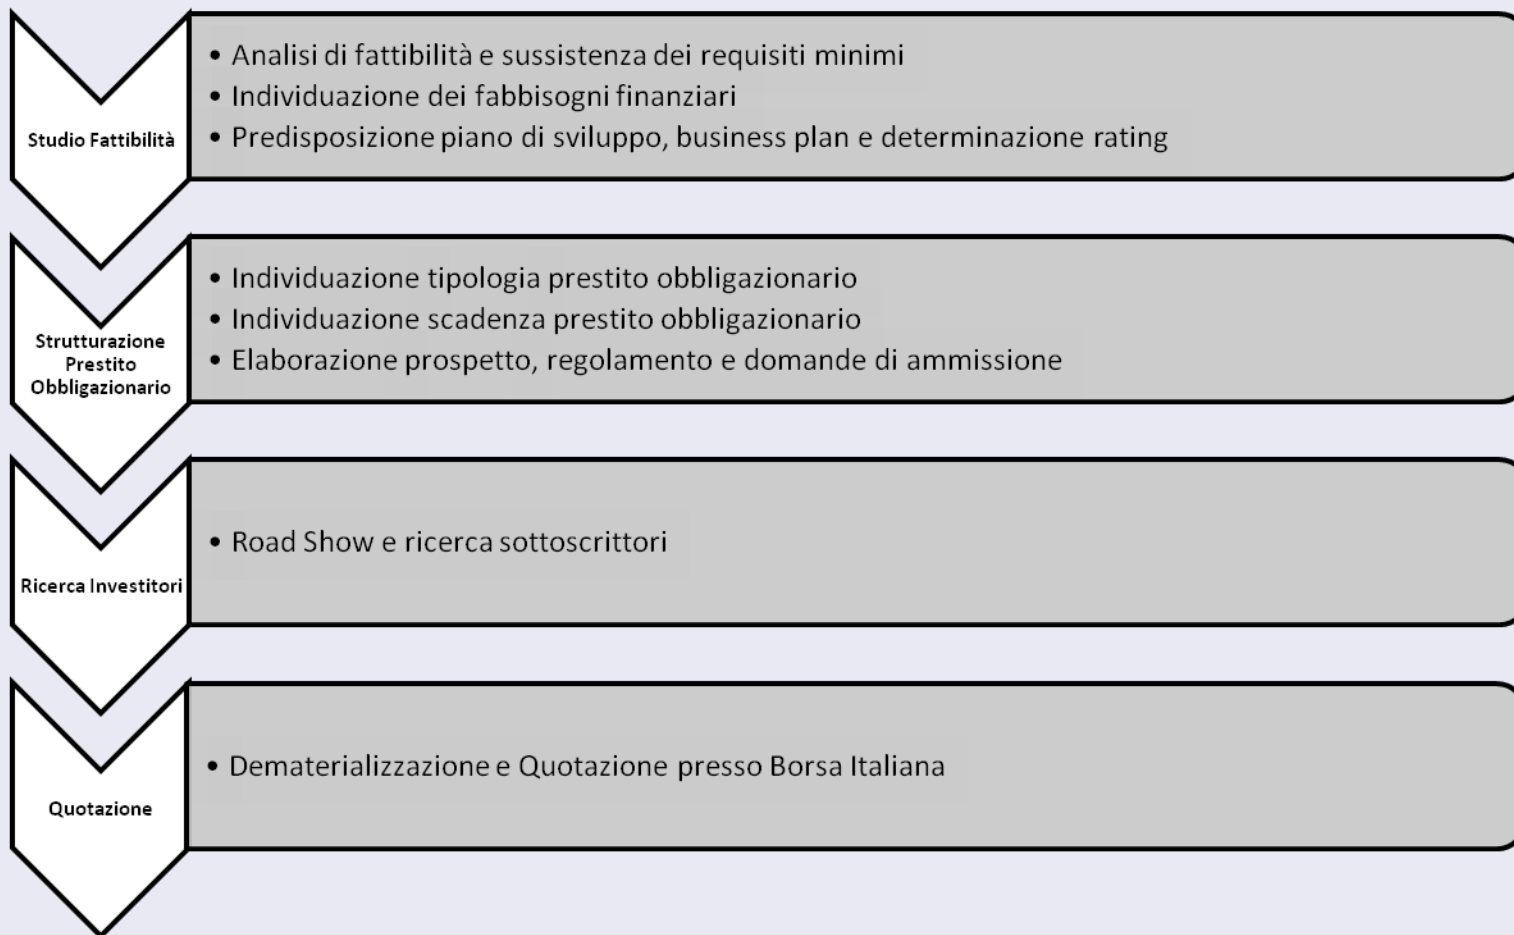 Studio Fattibilità
• Analisi di fattibilità e sussistenza dei requisiti minimi
• Individuazione dei fabbisogni finanziari
• Predisposizione piano di sviluppo, business plan e determinazione rating
Strutturazione
Prestito
Obbligazionario
• Individuazione tipologia prestito obbligazionario
• Individuazione scadenza prestito obbligazionario
• Elaborazione prospetto, regolamento e domande di ammissione
Ricerca Investitori
• Road Show e ricerca sottoscrittori
Quotazione
• Dematerializzazione e Quotazione presso Borsa Italiana